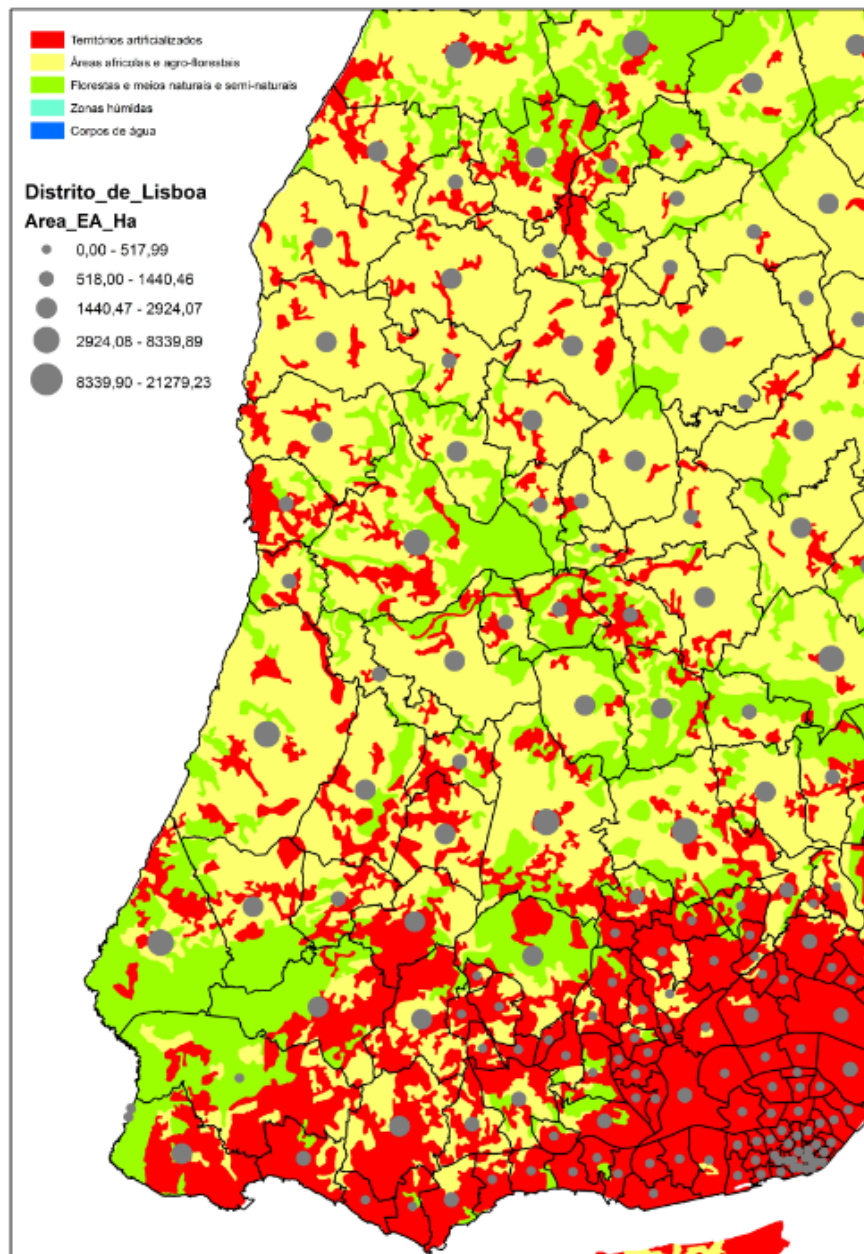 Territórios artificializados
Áreas africolas e agro-florestais
Florestas e meios naturais e semi-naturais
Zonas húmidas
Corpos de água
Distrito_de_Lisboa
Area_EA_Ha
0,00 - 517,99
518,00 - 1440,46
1440,47 - 2924,07
2924,08 - 8339,89
8339,90 - 21279,23